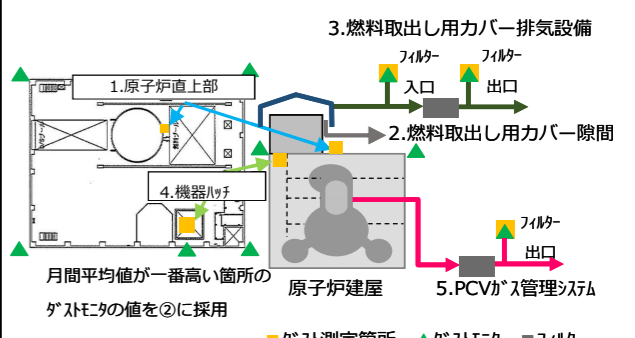 3.燃料取出し用カバー排気設備
フィルター
フィルター
入口
出口
1.原子炉直上部
2.燃料取出し用カバー隙間
4.機器ハッチ
フィルター
出口
月間平均値が一番高い箇所の
ダストモニタの値を②に採用
原子炉建屋
5.PCVガス管理システム